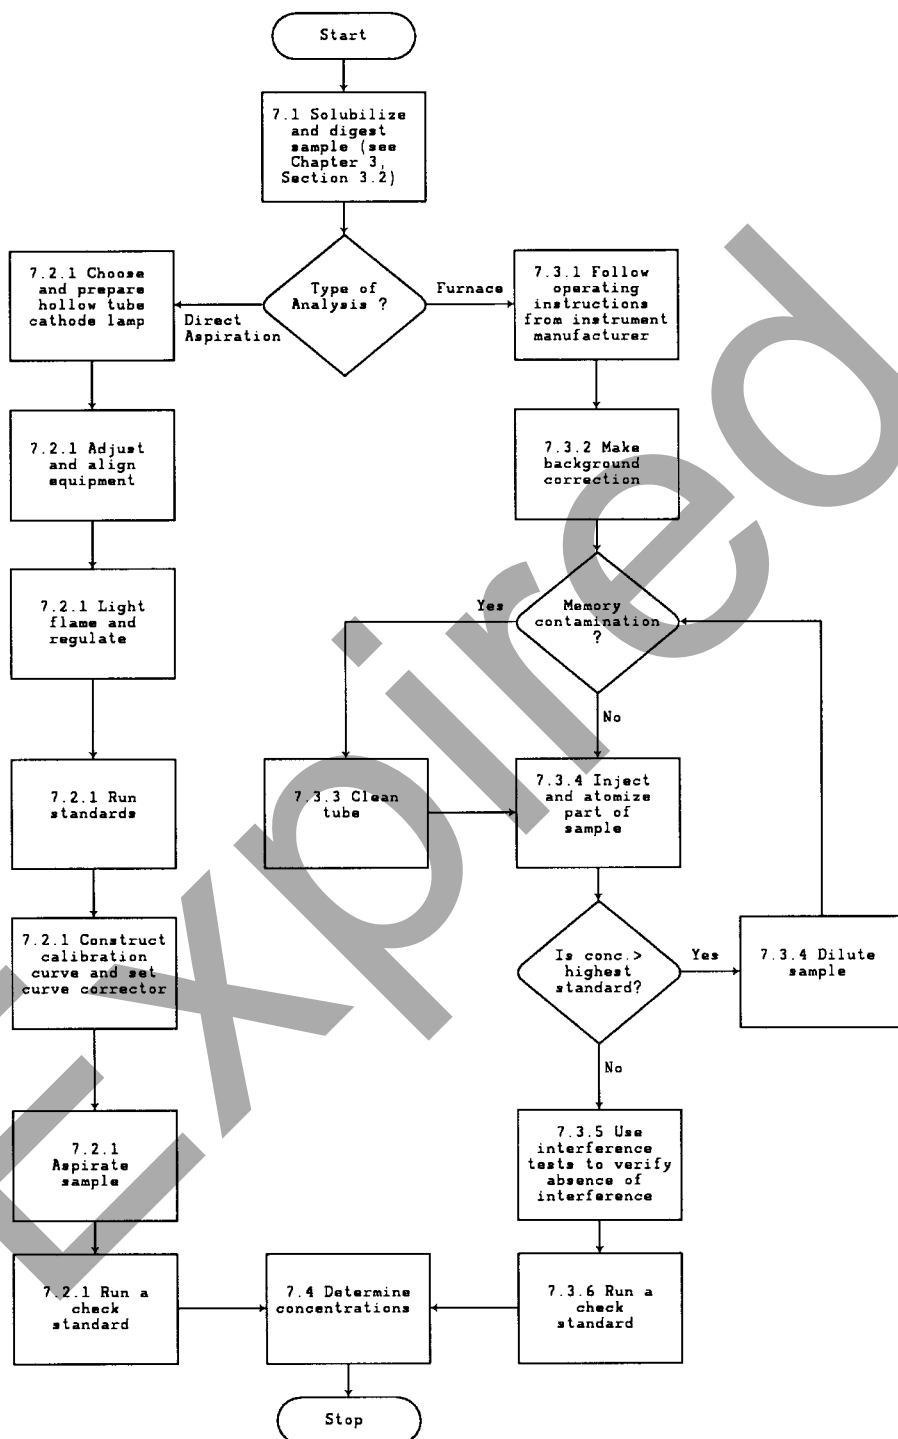 Start
7.1 Solubilize
and digest
sample (see
Chapter 3,
Section 3.2)
Type of
Analysis ?
Direct
Aspiration
Furnace
7.2.1 Choose
and prepare
hollow tube
cathode lamp
7.2.1 Adjust
and align
equipment
7.2.1 Light
flame and
regulate
7.2.1 Run
standards
7.2.1 Construct
calibration
curve and set
curve corrector
7.2.1
Aspirate
sample
7.2.1 Run a
check
standard
7.3.1 Follow
operating
instructions
from instrument
manufacturer
7.3.2 Make
background
correction
Memory
contamination
?
Yes
No
7.3.3 Clean
tube
7.3.4 Inject
and atomize
part of
sample
Is conc.>
highest
standard?
Yes
7.3.4 Dilute
sample
No
7.3.5 Use
interference
tests to verify
absence of
interference
7.3.6 Run a
check
standard
7.4 Determine
concentrations
Stop
Expired